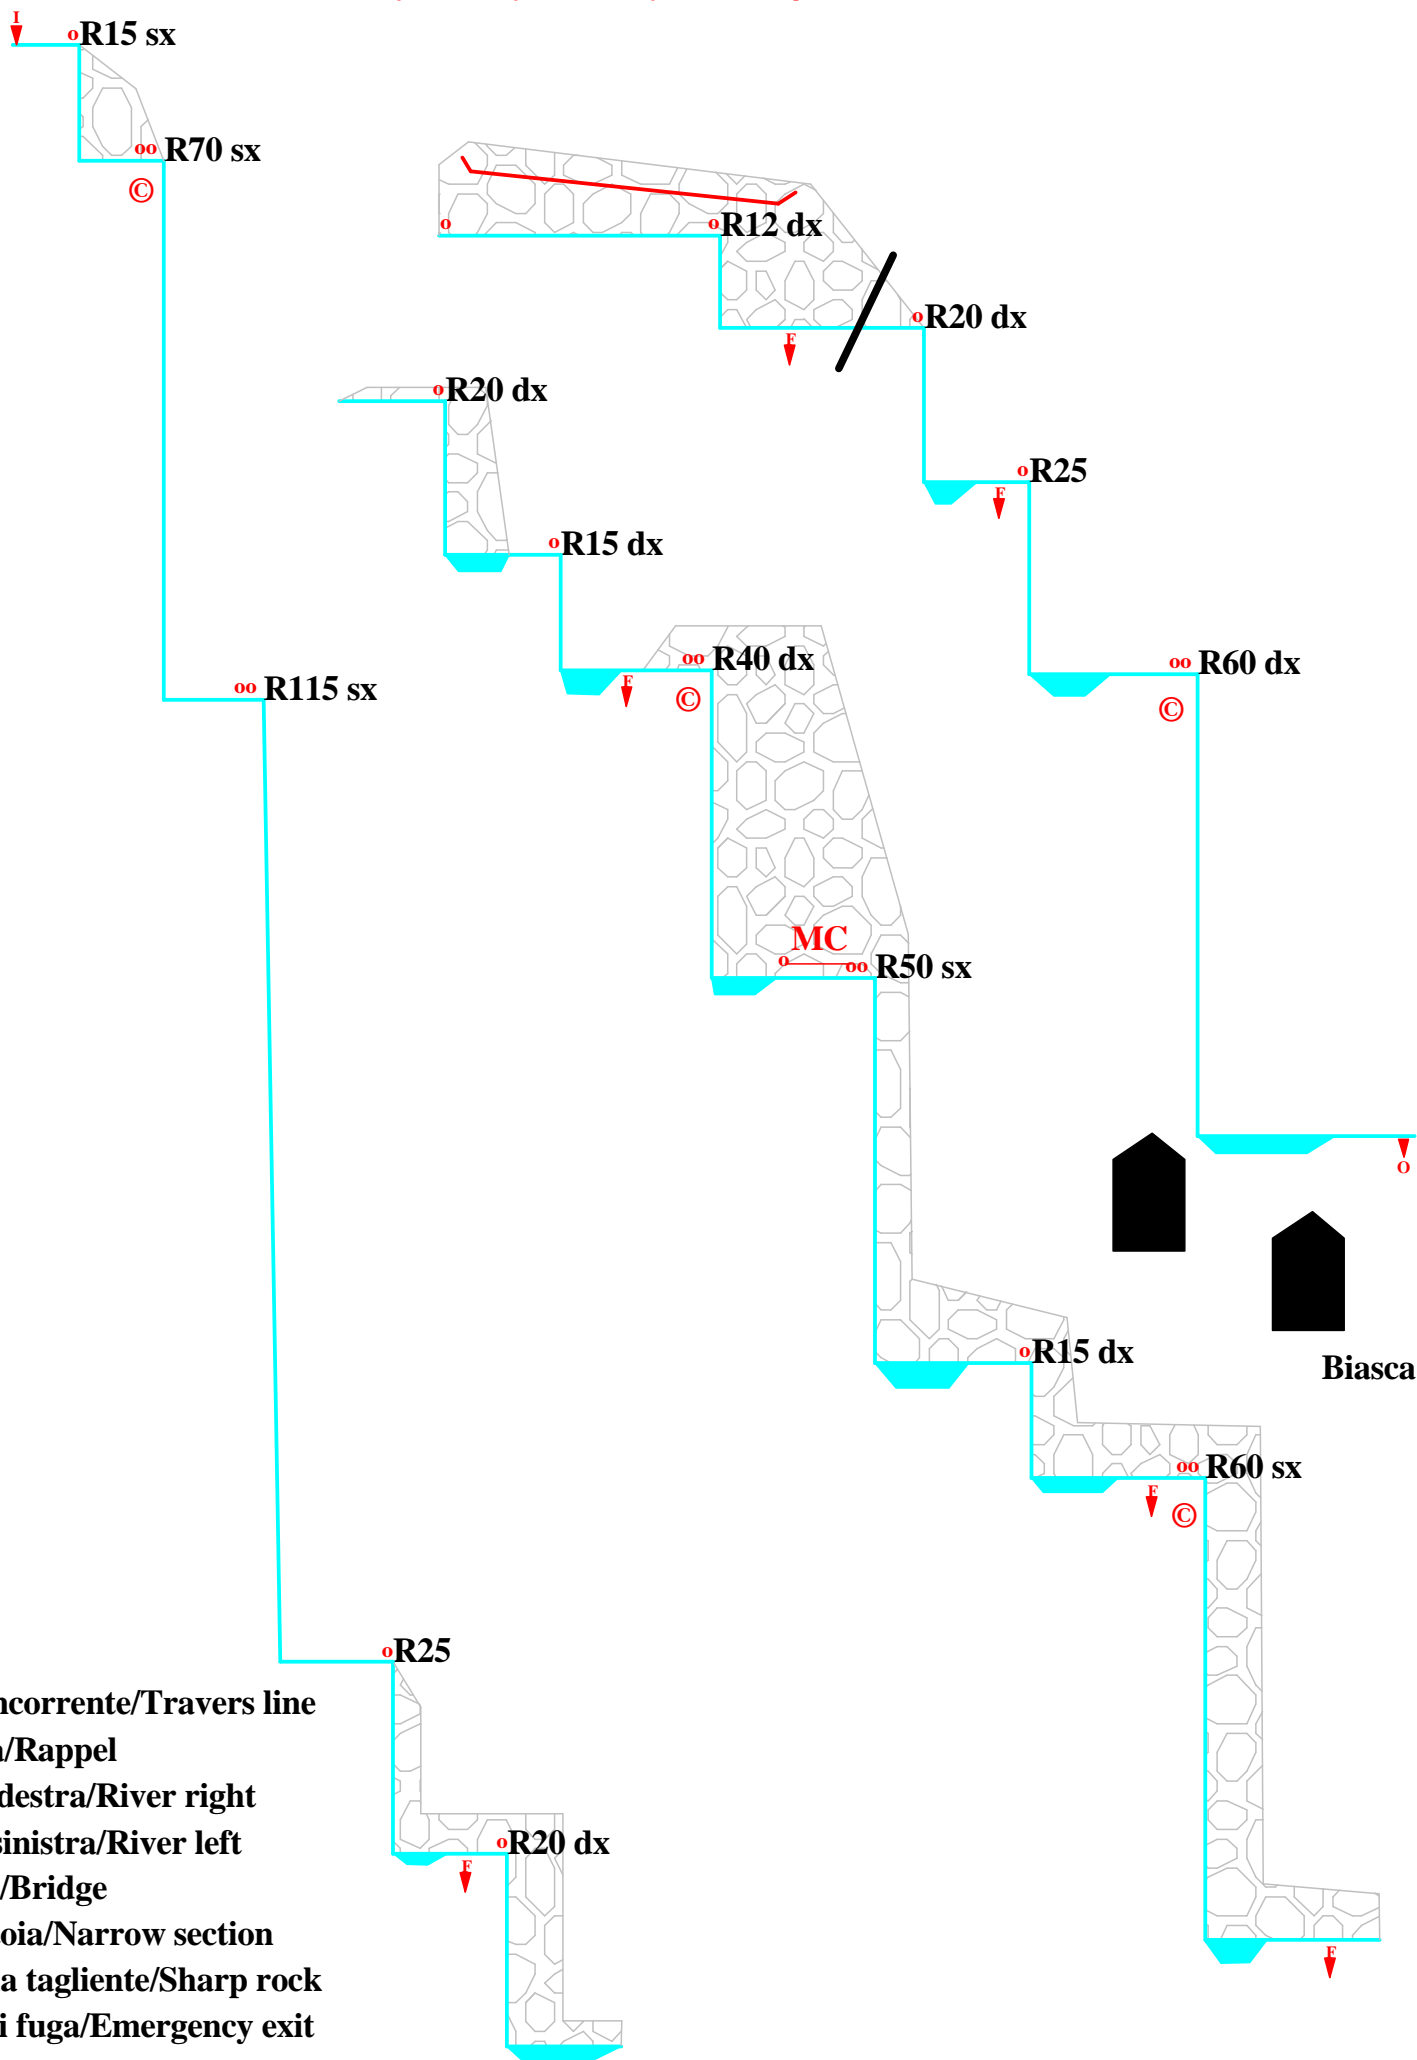 I
R15 sx
R70 sx
©
R12 dx
R20 dx
F
R20 dx
R25
F
R15 dx
R40 dx
F
©
R60 dx
©
R115 sx
MC
R50 sx
O
R15 dx
Biasca
R60 sx
F
©
R25
ncorrente/Travers line
a/Rappel
destra/River right
sinistra/River left
/Bridge
toia/Narrow section
a tagliente/Sharp rock
i fuga/Emergency exit
R20 dx
F
F